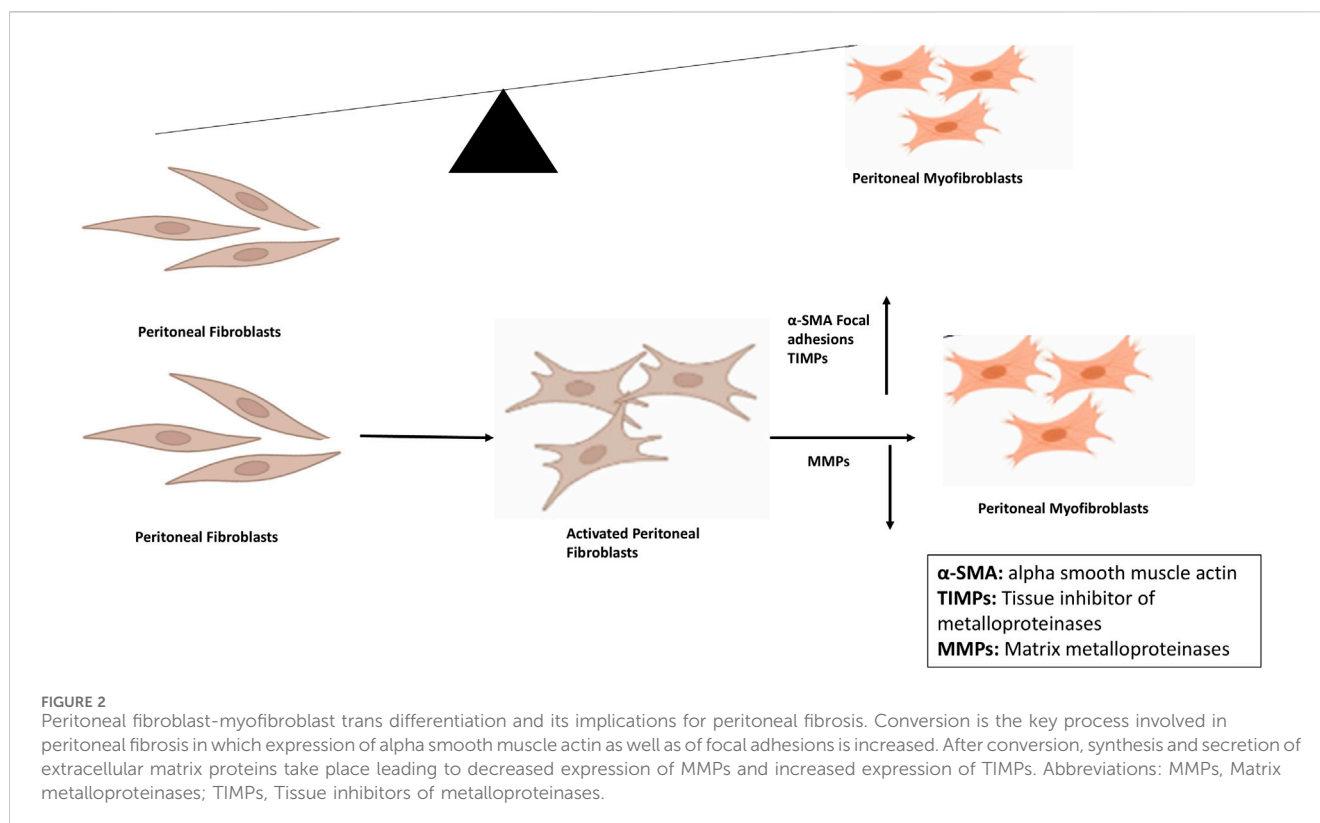 Peritoneal Myofibroblasts
Peritoneal Fibroblasts
α-SMA Focal
adhesions
TIMPs
MMPs
Peritoneal Fibroblasts
Activated Peritoneal
Fibroblasts
Peritoneal Myofibroblasts
α-SMA: alpha smooth muscle actin
TIMPs: Tissue inhibitor of
metalloproteinases
MMPs: Matrix metalloproteinases
FIGURE 2
Peritoneal fibroblast-myofibroblast trans differentiation and its implications for peritoneal fibrosis. Conversion is the key process involved in
peritoneal fibrosis in which expression of alpha smooth muscle actin as well as of focal adhesions is increased. After conversion, synthesis and secretion of
extracellular matrix proteins take place leading to decreased expression of MMPs and increased expression of TIMPs. Abbreviations: MMPs, Matrix
metalloproteinases; TIMPs, Tissue inhibitors of metalloproteinases.